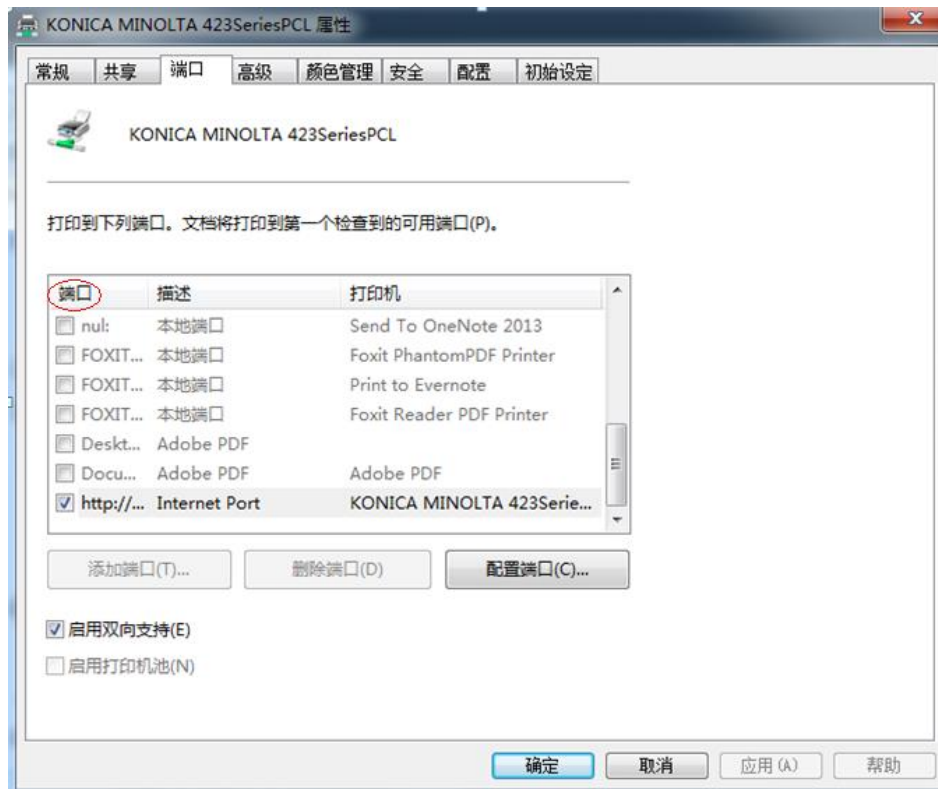 KONICA MINOLTA 423SeriesPCL 属性
常规 共享 端口 高级 颜色管理 安全 配置 初始设定
KONICA MINOLTA 423SeriesPCL
打印到下列端口。文档将打印到第一个检查到的可用端口(P)。
端口 描述 打印机
nul: 本地端口 Send To OneNote 2013
FOXIT... 本地端口 Foxit PhantomPDF Printer
FOXIT... 本地端口 Print to Evernote
FOXIT... 本地端口 Foxit Reader PDF Printer
Deskt... Adobe PDF
Docu... Adobe PDF Adobe PDF
http://... Internet Port KONICA MINOLTA 423Serie...
添加端口(T)... 删除端口(D) 配置端口(C)...
启用双向支持(E)
启用打印机池(N)
确定 取消 应用(A) 帮助